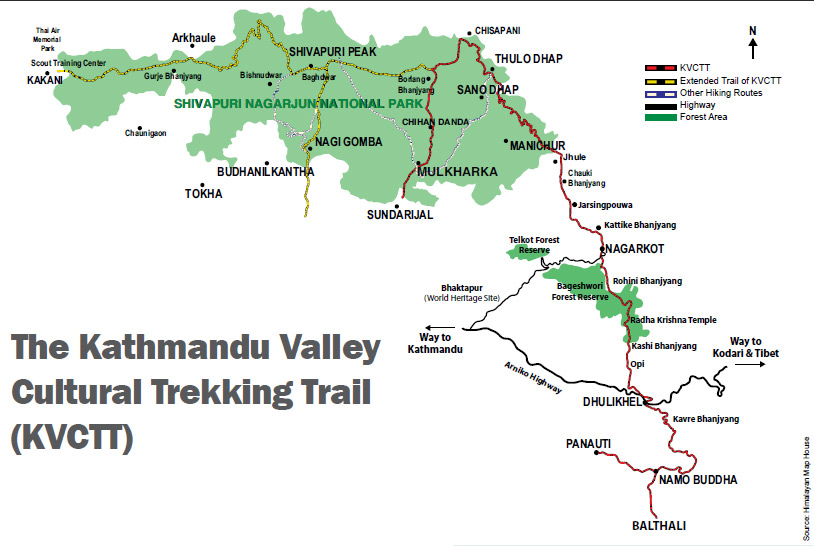 Thai Air
Memorial
Park
Scout Training Center
KAKANI
Arkhaule
Gurje Bhanjyang
Chaunigaon
SHIVAPURI PEAK
Bishnudwar
Baghdwar
SHIVAPURI NAGARJUN NATIONAL PARK
NAGI GOMBA
BUDHANILKANTHA
TOKHA
CHISAPANI
THULO DHAP
Borlang
Bhanjyang
SANO DHAP
CHIHAN DANDA
MULKHARKA
SUNDARIJAL
MANICHUR
Jhule
Chauki
Bhanjyang
Jarsingpouwa
Kattike Bhanjyang
NAGARKOT
Telkot Forest
Reserve
Rohini Bhanjyang
Bageshwori
Forest Reserve
Bhaktapur
(World Heritage Site)
Radha Krishna Temple
Kashi Bhanjyang
Way to
Kathmandu
Way to
Kodari & Tibet
Opi
Arniko Highway
DHULIKHEL
Kavre Bhanjyang
PANAUTI
NAMO BUDDHA
BALTHALI
N
KVCTT
Extended Trail of KVCTT
Other Hiking Routes
Highway
Forest Area
The Kathmandu Valley
Cultural Trekking Trail
(KVCTT)
Source: Himalayan Map House